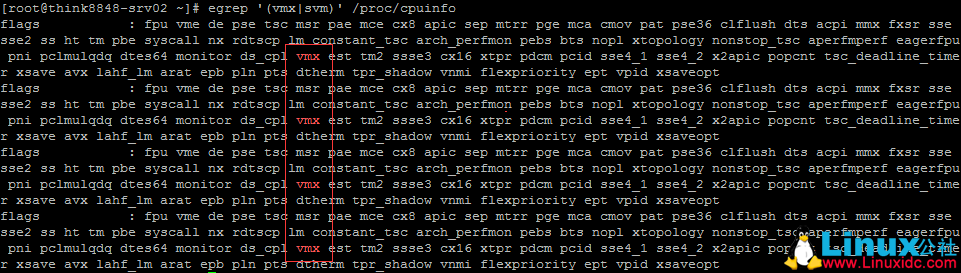 [root@think8848-srv02 ~]# egrep '(vmx|svm)' /proc/cpuinfo
flags : fpu vme de pse tsc msr pae mce cx8 apic sep mtrr pge mca cmov pat pse36 clflush dts acpi mmx fxsr sse
sse2 ss ht tm pbe syscall nx rdtscp lm constant_tsc arch_perfmon pebs bts nopl xtopology nonstop_tsc aperfmperf eagerfpu
pni pclmulqdq dtes64 monitor ds_cpl vmx est tm2 ssse3 cx16 xtpr pdcm pcid sse4_1 sse4_2 x2apic popcnt tsc_deadline_time
r xsave avx lahf_lm arat epb pln pts dtherm tpr_shadow vnmi flexpriority ept vpid xsaveopt
flags : fpu vme de pse tsc msr pae mce cx8 apic sep mtrr pge mca cmov pat pse36 clflush dts acpi mmx fxsr sse
sse2 ss ht tm pbe syscall nx rdtscp lm constant_tsc arch_perfmon pebs bts nopl xtopology nonstop_tsc aperfmperf eagerfpu
pni pclmulqdq dtes64 monitor ds_cpl vmx est tm2 ssse3 cx16 xtpr pdcm pcid sse4_1 sse4_2 x2apic popcnt tsc_deadline_time
r xsave avx lahf_lm arat epb pln pts dtherm tpr_shadow vnmi flexpriority ept vpid xsaveopt
flags : fpu vme de pse tsc msr pae mce cx8 apic sep mtrr pge mca cmov pat pse36 clflush dts acpi mmx fxsr sse
sse2 ss ht tm pbe syscall nx rdtscp lm constant_tsc arch_perfmon pebs bts nopl xtopology nonstop_tsc aperfmperf eagerfpu
pni pclmulqdq dtes64 monitor ds_cpl vmx est tm2 ssse3 cx16 xtpr pdcm pcid sse4_1 sse4_2 x2apic popcnt tsc_deadline_time
r xsave avx lahf_lm arat epb pln pts dtherm tpr_shadow vnmi flexpriority ept vpid xsaveopt
flags : fpu vme de pse tsc msr pae mce cx8 apic sep mtrr pge mca cmov pat pse36 clflush dts acpi mmx fxsr sse
sse2 ss ht tm pbe syscall nx rdtscp lm constant_tsc arch_perfmon pebs bts nopl xtopology nonstop_tsc
pni pclmulqdq dtes64 monitor ds_cpl vmx est tm2 ssse3 cx16 xtpr pdcm pcid sse4_1 sse4_2 x2apic
r xsave avx lahf_lm arat epb pln pts dtherm tpr_shadow vnmi flexpriority ept vpid xsaveopt
Linux公社
www.Linuxidc.com